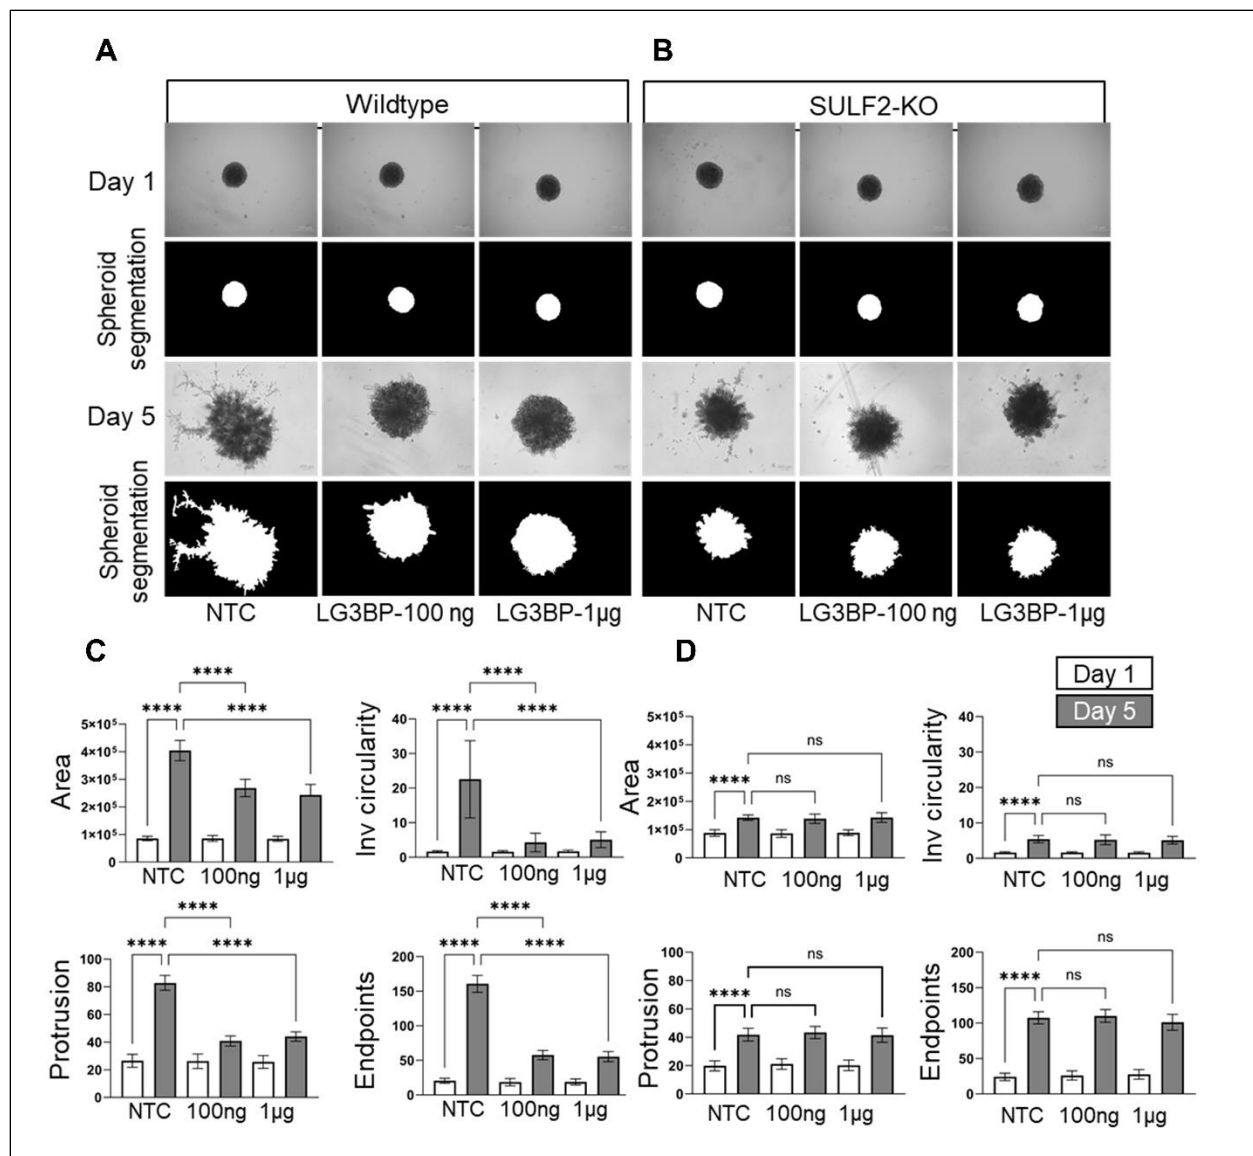 A
B
Wildtype
SULF2-KO
Day 1
Spheroid
segmentation
Day 5
Spheroid
segmentation
NTC
LG3BP-100 ng
LG3BP-1µg
NTC
LG3BP-100 ng
LG3BP-1µg
C
D
Day 1
Day 5
Area
5×10⁵
4×10⁵
3×10⁵
2×10⁵
1×10⁵
0
****
****
****
NTC 100ng 1µg
Inv circularity
40
30
20
10
0
****
****
****
NTC 100ng 1µg
Area
5×10⁵
4×10⁵
3×10⁵
2×10⁵
1×10⁵
0
****
ns
ns
NTC 100ng 1µg
Inv circularity
40
30
20
10
0
****
ns
ns
NTC 100ng 1µg
Protrusion
100
80
60
40
20
0
****
****
****
NTC 100ng 1µg
Endpoints
200
150
100
50
0
****
****
****
NTC 100ng 1µg
Protrusion
100
80
60
40
20
0
****
ns
ns
NTC 100ng 1µg
Endpoints
200
150
100
50
0
****
ns
ns
NTC 100ng 1µg